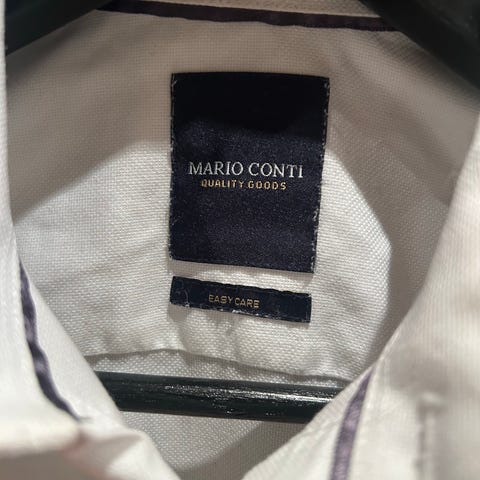 MARIO CONTI
QUALITY GOODS
EASY CARE